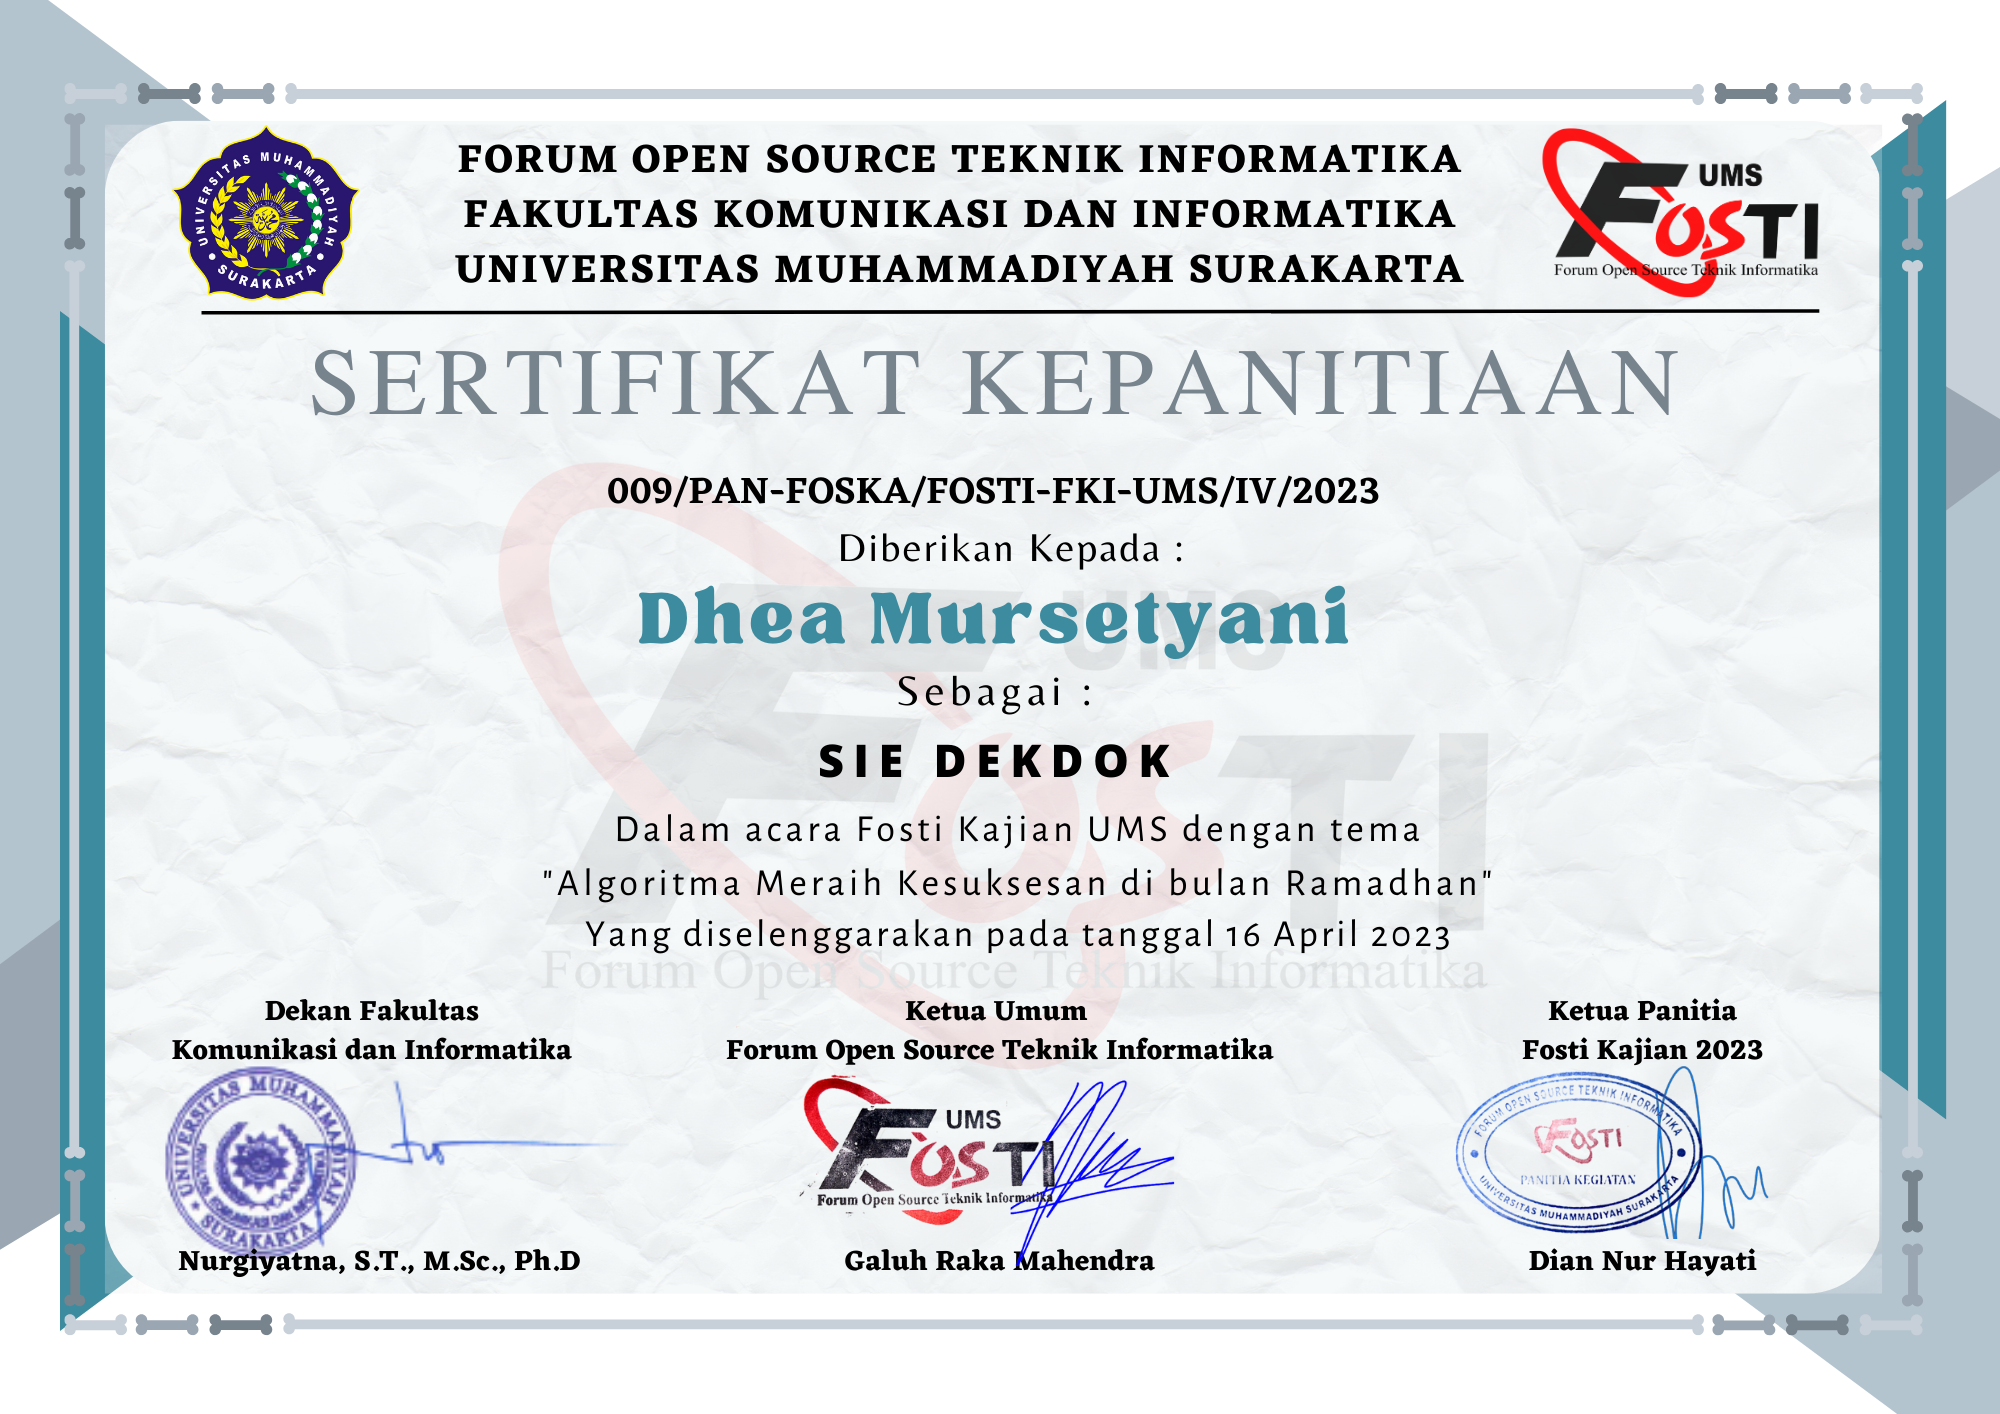 FORUM OPEN SOURCE TEKNIK INFORMATIKA
FAKULTAS KOMUNIKASI DAN INFORMATIKA
UNIVERSITAS MUHAMMADIYAH SURAKARTA
UNIVERSITAS MUHAMMADIYAH
SURAKARTA
UMS
FOSTI
Forum Open Source Teknik Informatika
SERTIFIKAT KEPANITIAAN
009/PAN-FOSKA/FOSTI-FKI-UMS/IV/2023
Diberikan Kepada :
Dhea Mursetyani
UMS
Sebagai :
SIE DEKDOK
FOSTI
Dalam acara Fosti Kajian UMS dengan tema
"Algoritma Meraih Kesuksesan di bulan Ramadhan"
Yang diselenggarakan pada tanggal 16 April 2023
Forum Open Source Teknik Informatika
Dekan Fakultas
Komunikasi dan Informatika
UNIVERSITAS MUHAMMADIYAH
SURAKARTA
Nurgiyatna, S.T., M.Sc., Ph.D
Ketua Umum
Forum Open Source Teknik Informatika
UMS
FOSTI
Forum Open Source Teknik Informatika
Galuh Raka Mahendra
Ketua Panitia
Fosti Kajian 2023
FORUM OPEN SOURCE TEKNIK INFORMATIKA
FOSTI
PANITIA KEGIATAN
UNIVERSITAS MUHAMMADIYAH SURAKARTA
Dian Nur Hayati